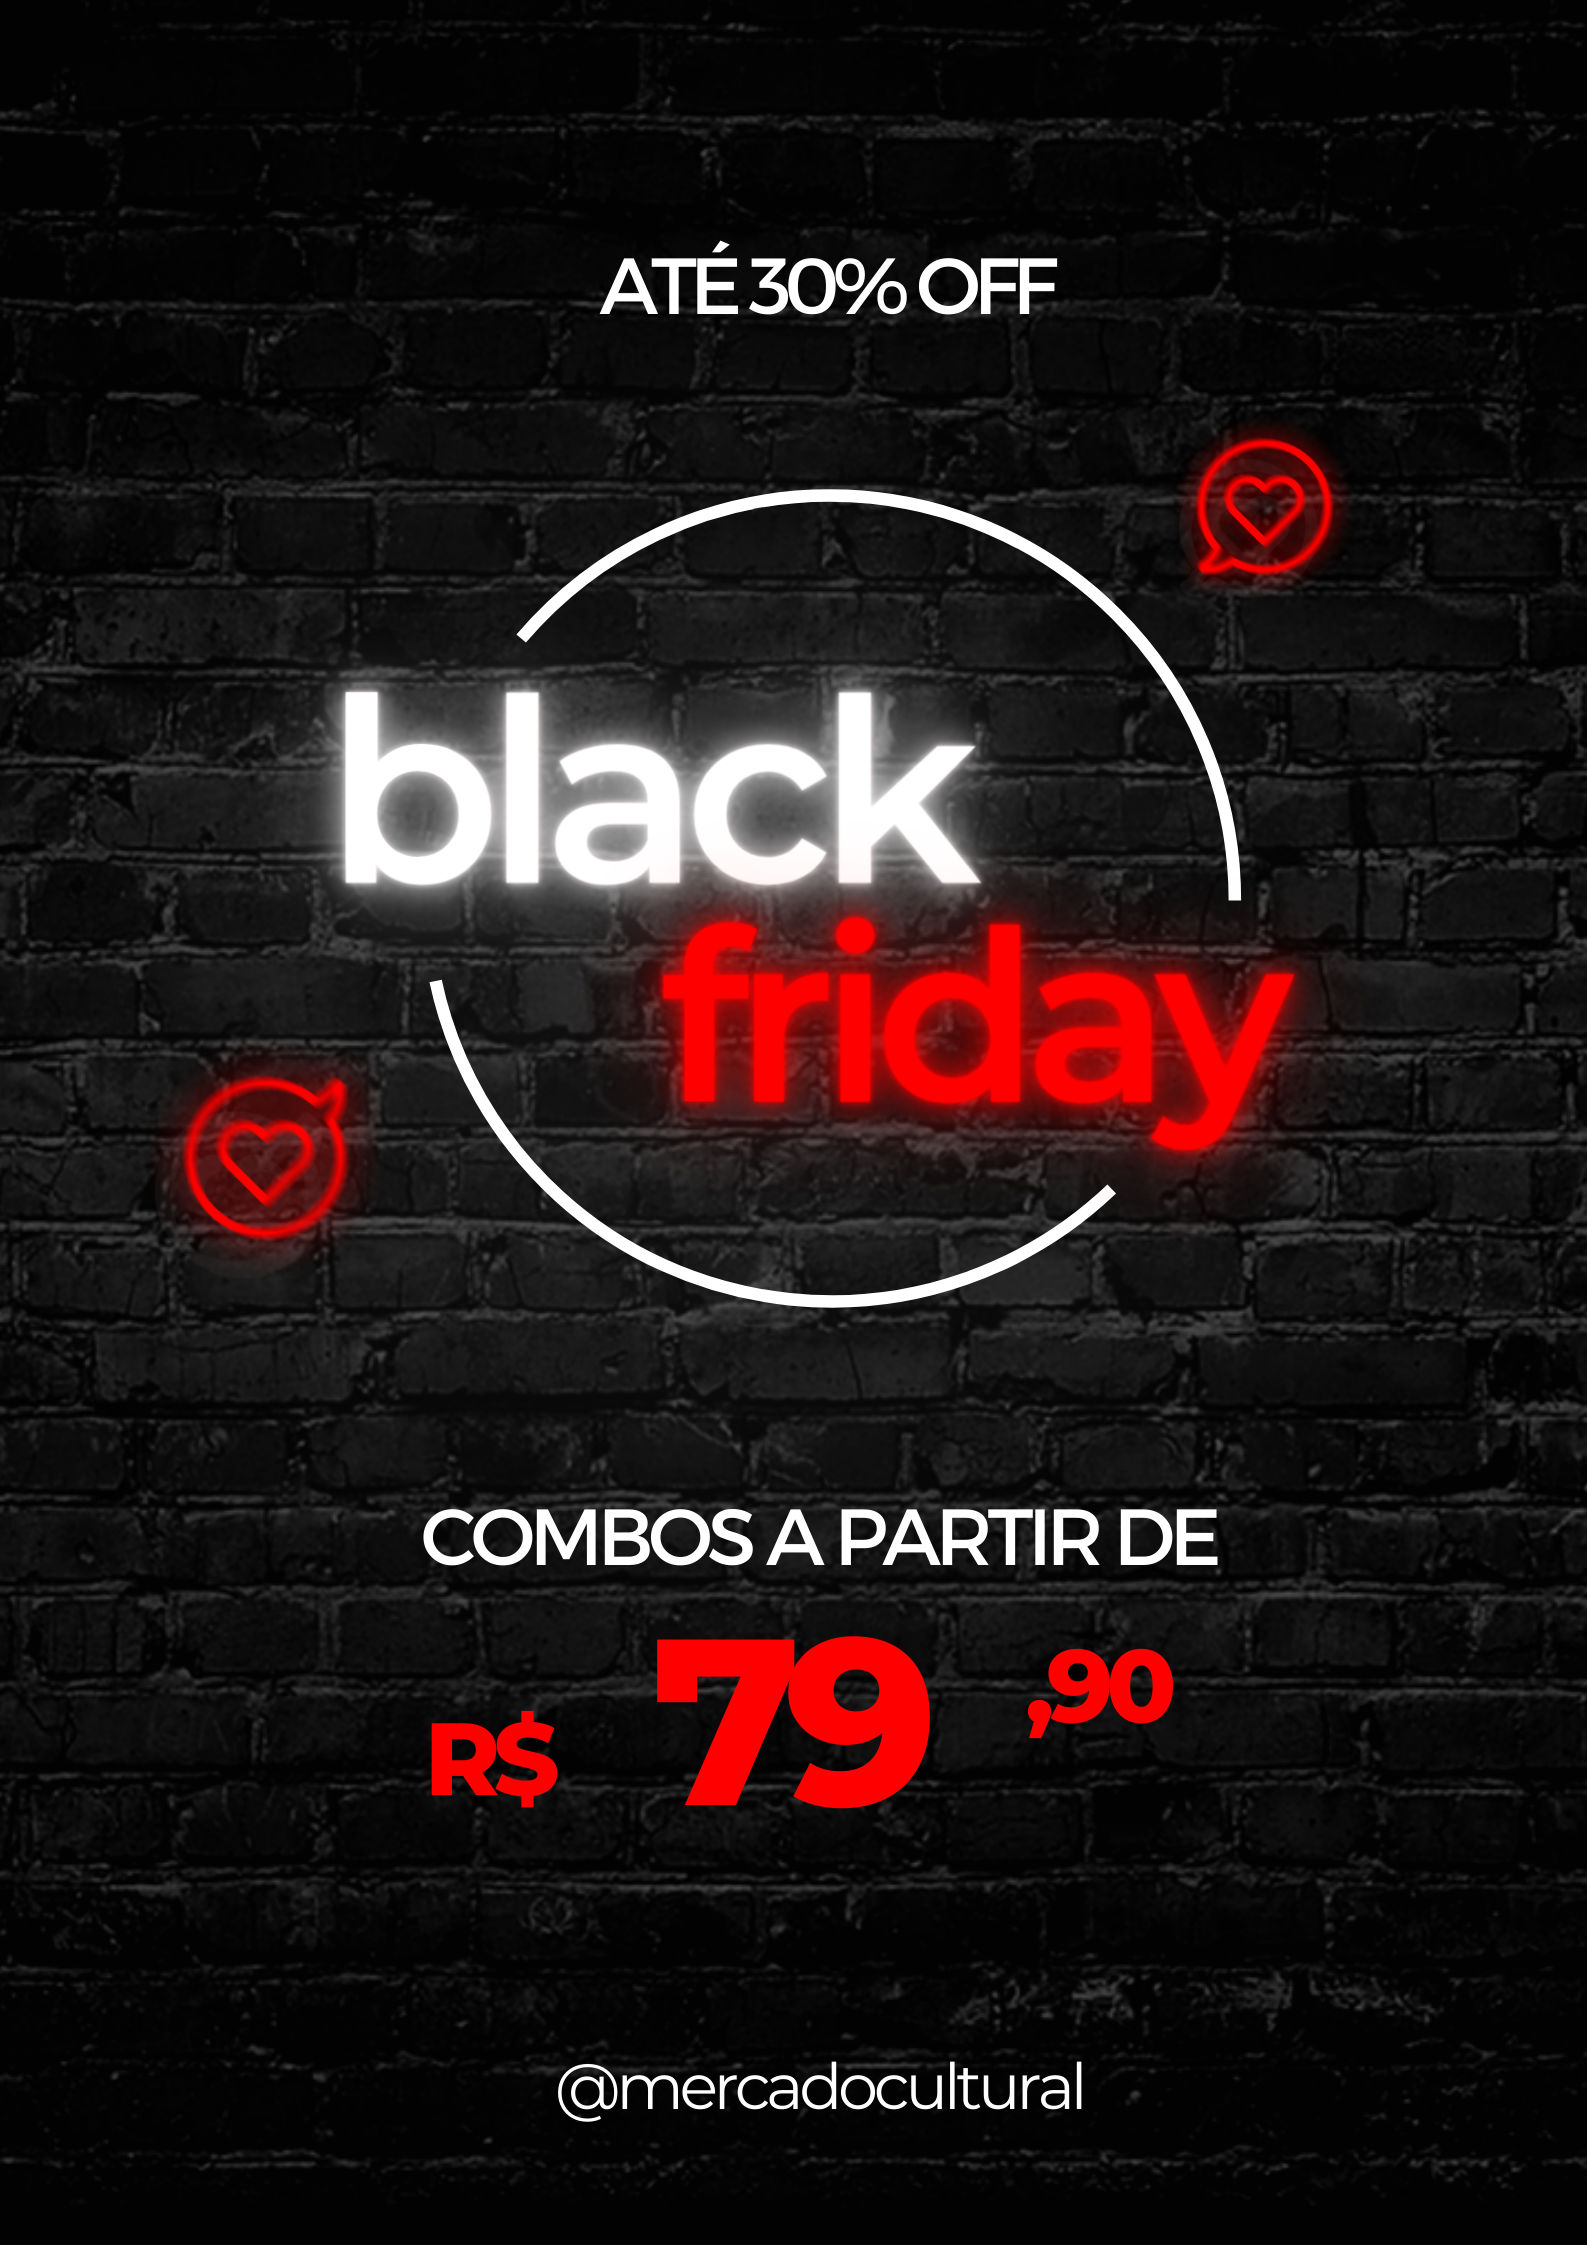 ATÉ 30% OFF
black
friday
COMBOS A PARTIR DE
R$ 79 ,90
@mercadocultural